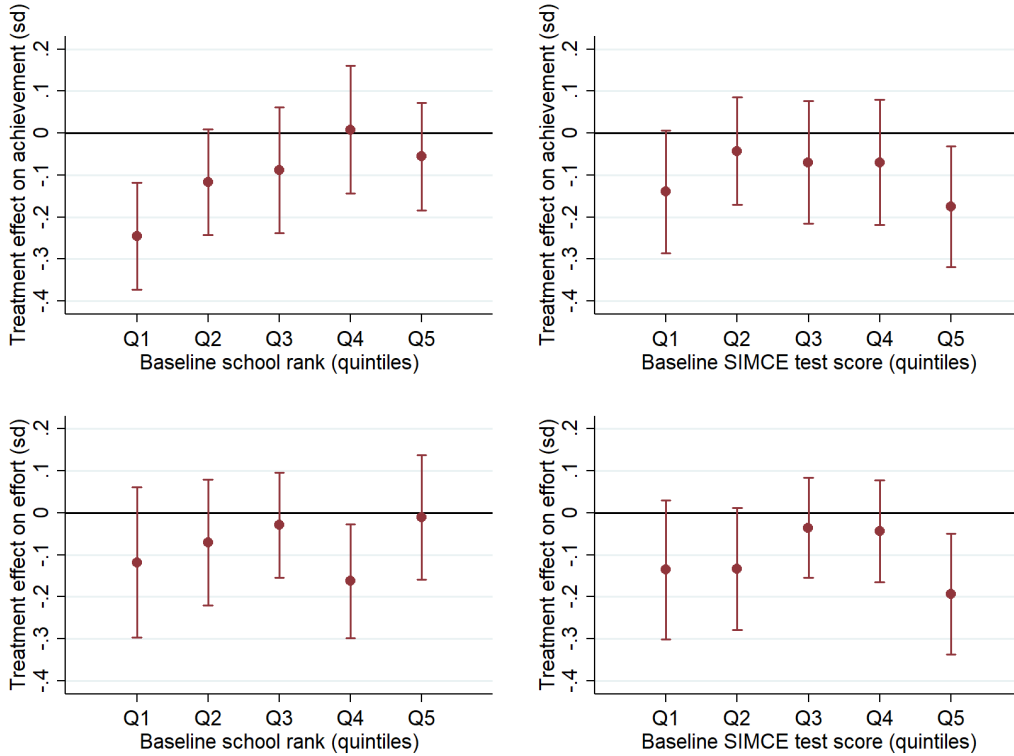 Treatment effect on achievement (sd)
.2
.1
0
-.1
-.2
-.3
-.4
Q1 Q2 Q3 Q4 Q5
Baseline school rank (quintiles)
Treatment effect on achievement (sd)
.2
.1
0
-.1
-.2
-.3
-.4
Q1 Q2 Q3 Q4 Q5
Baseline SIMCE test score (quintiles)
Treatment effect on effort (sd)
.2
.1
0
-.1
-.2
-.3
-.4
Q1 Q2 Q3 Q4 Q5
Baseline school rank (quintiles)
Treatment effect on effort (sd)
.2
.1
0
-.1
-.2
-.3
-.4
Q1 Q2 Q3 Q4 Q5
Baseline SIMCE test score (quintiles)